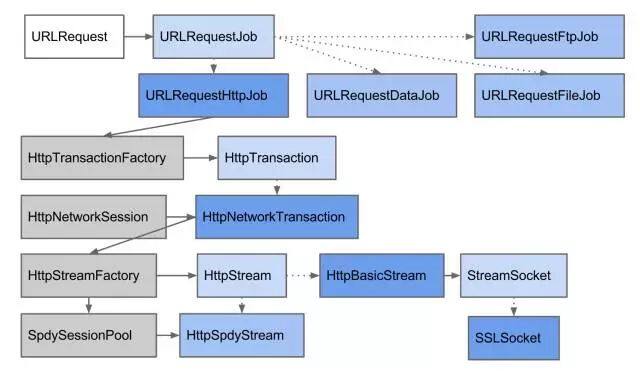 URLRequest
URLRequestJob
URLRequestFtpJob
URLRequestHttpJob
URLRequestDataJob
URLRequestFileJob
HttpTransactionFactory
HttpTransaction
HttpNetworkSession
HttpNetworkTransaction
HttpStreamFactory
HttpStream
HttpBasicStream
StreamSocket
SpdySessionPool
HttpSpdyStream
SSLSocket